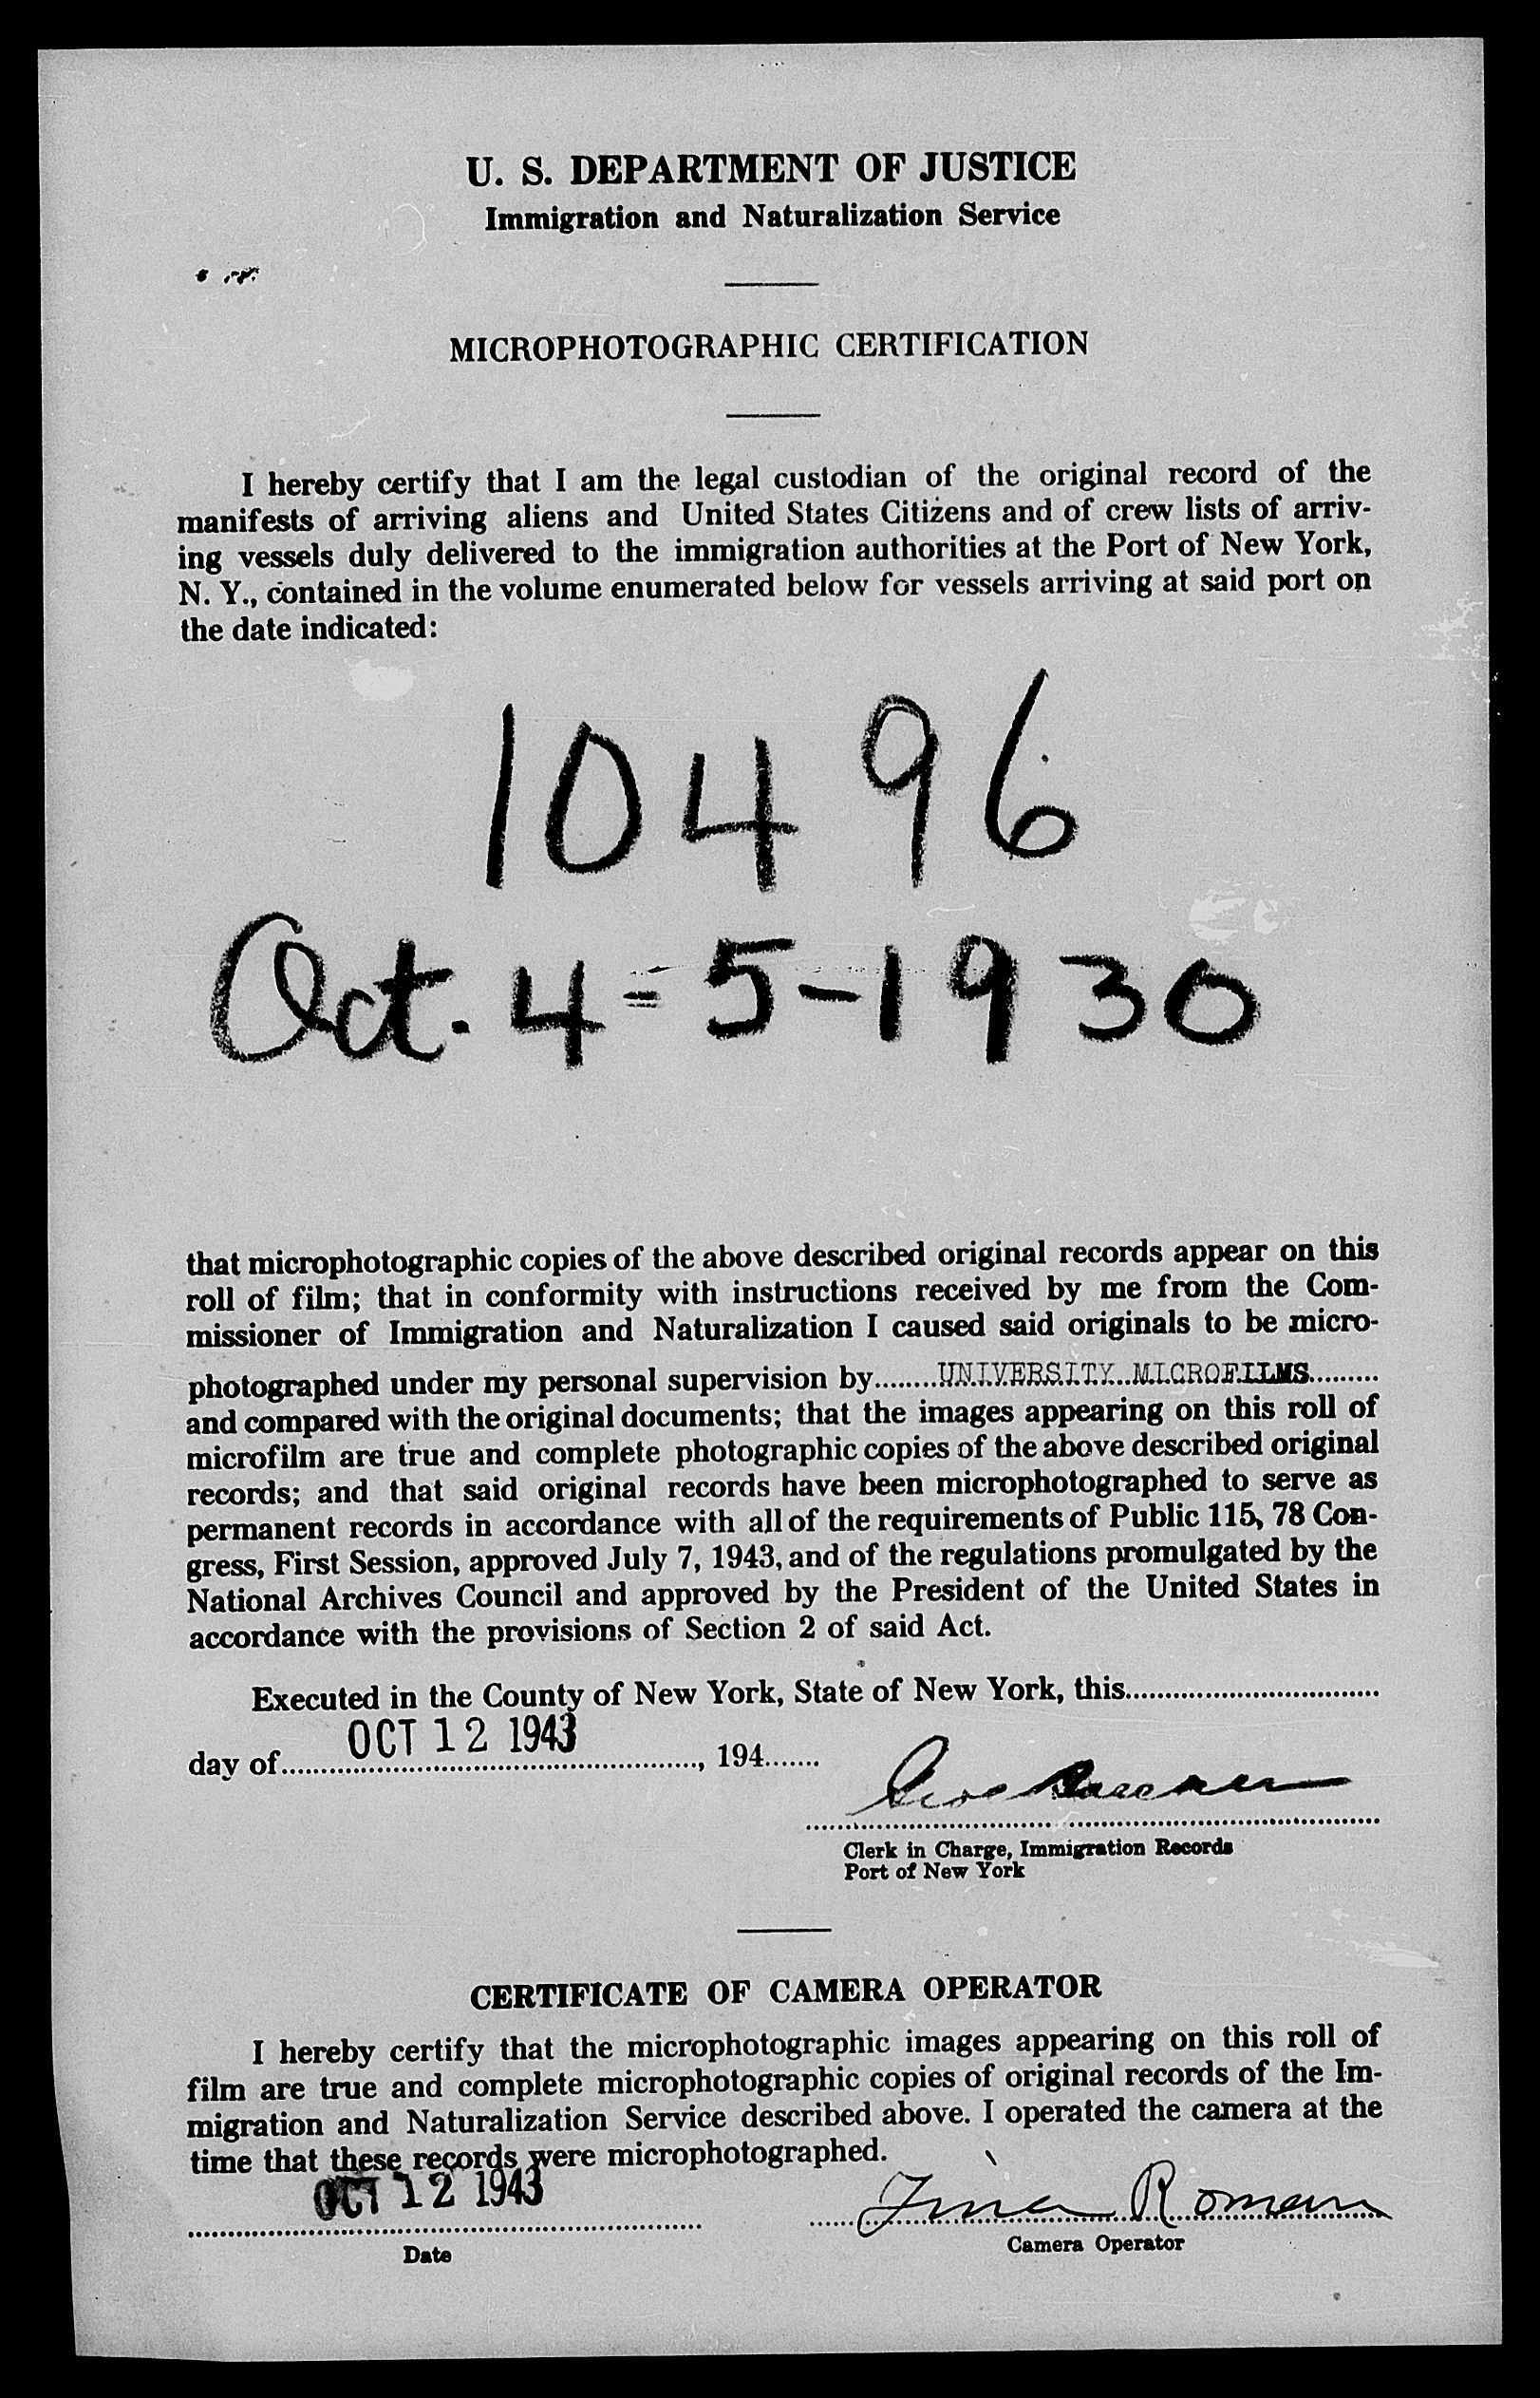 U. S. DEPARTMENT OF JUSTICE
Immigration and Naturalization Service
MICROPHOTOGRAPHIC CERTIFICATION
I hereby certify that I am the legal custodian of the original record of the
manifests of arriving aliens and United States Citizens and of crew lists of arriv-
ing vessels duly delivered to the immigration authorities at the Port of New York,
N. Y., contained in the volume enumerated below for vessels arriving at said port on
the date indicated:
10496
Oct. 4-5-1930
that microphotographic copies of the above described original records appear on this
roll of film; that in conformity with instructions received by me from the Com-
missioner of Immigration and Naturalization I caused said originals to be micro-
photographed under my personal supervision by........UNIVERSITY MICROFILMS.........
and compared with the original documents; that the images appearing on this roll of
microfilm are true and complete photographic copies of the above described original
records; and that said original records have been microphotographed to serve as
permanent records in accordance with all of the requirements of Public 115, 78 Con-
gress, First Session, approved July 7, 1943, and of the regulations promulgated by the
National Archives Council and approved by the President of the United States in
accordance with the provisions of Section 2 of said Act.
Executed in the County of New York, State of New York, this................................
day of OCT 12 1943, 194.......
Clerk in Charge, Immigration Records
Port of New York
CERTIFICATE OF CAMERA OPERATOR
I hereby certify that the microphotographic images appearing on this roll of
film are true and complete microphotographic copies of original records of the Im-
migration and Naturalization Service described above. I operated the camera at the
time that these records were microphotographed.
OCT 12 1943
Roman
Date
Camera Operator